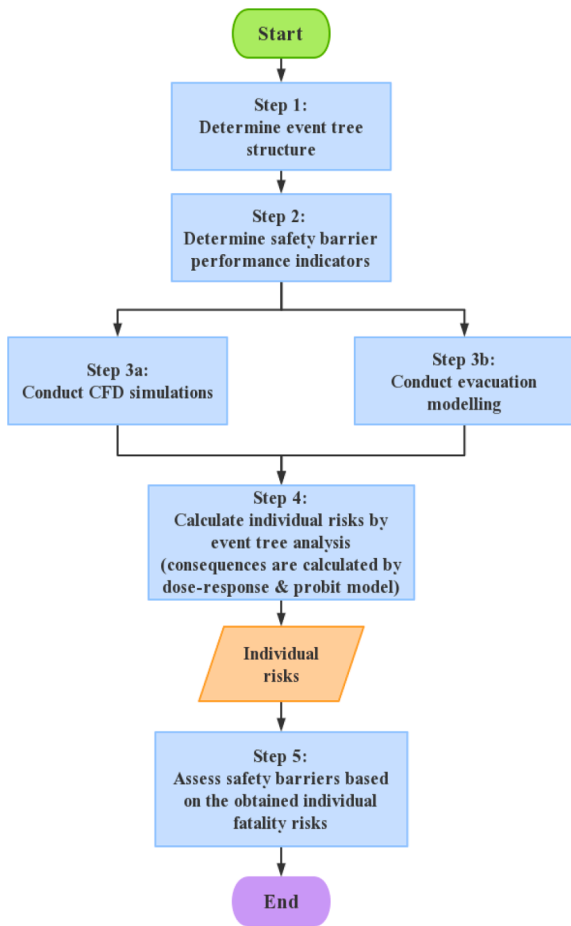 Start
Step 1:
Determine event tree
structure
Step 2:
Determine safety barrier
performance indicators
Step 3a:
Conduct CFD simulations
Step 3b:
Conduct evacuation
modelling
Step 4:
Calculate individual risks by
event tree analysis
(consequences are calculated by
dose-response & probit model)
Individual
risks
Step 5:
Assess safety barriers based
on the obtained individual
fatality risks
End